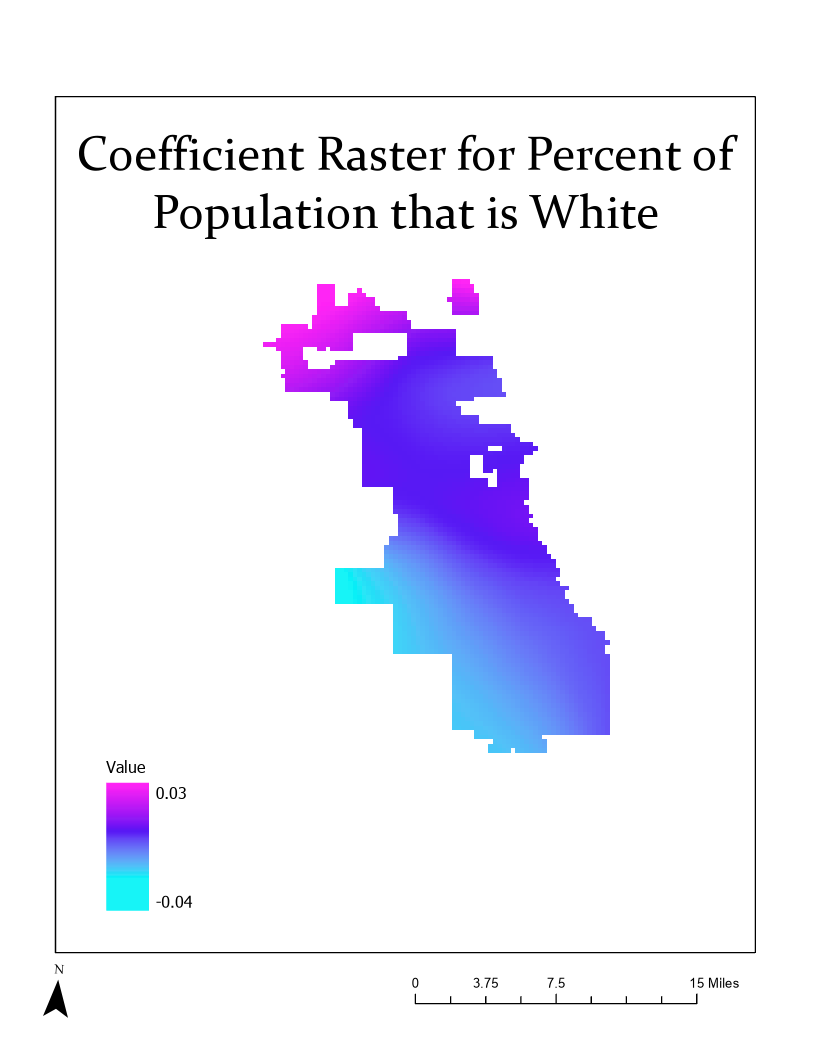 Coefficient Raster for Percent of
Population that is White
Value
0.03
-0.04
N
0 3.75 7.5 15 Miles